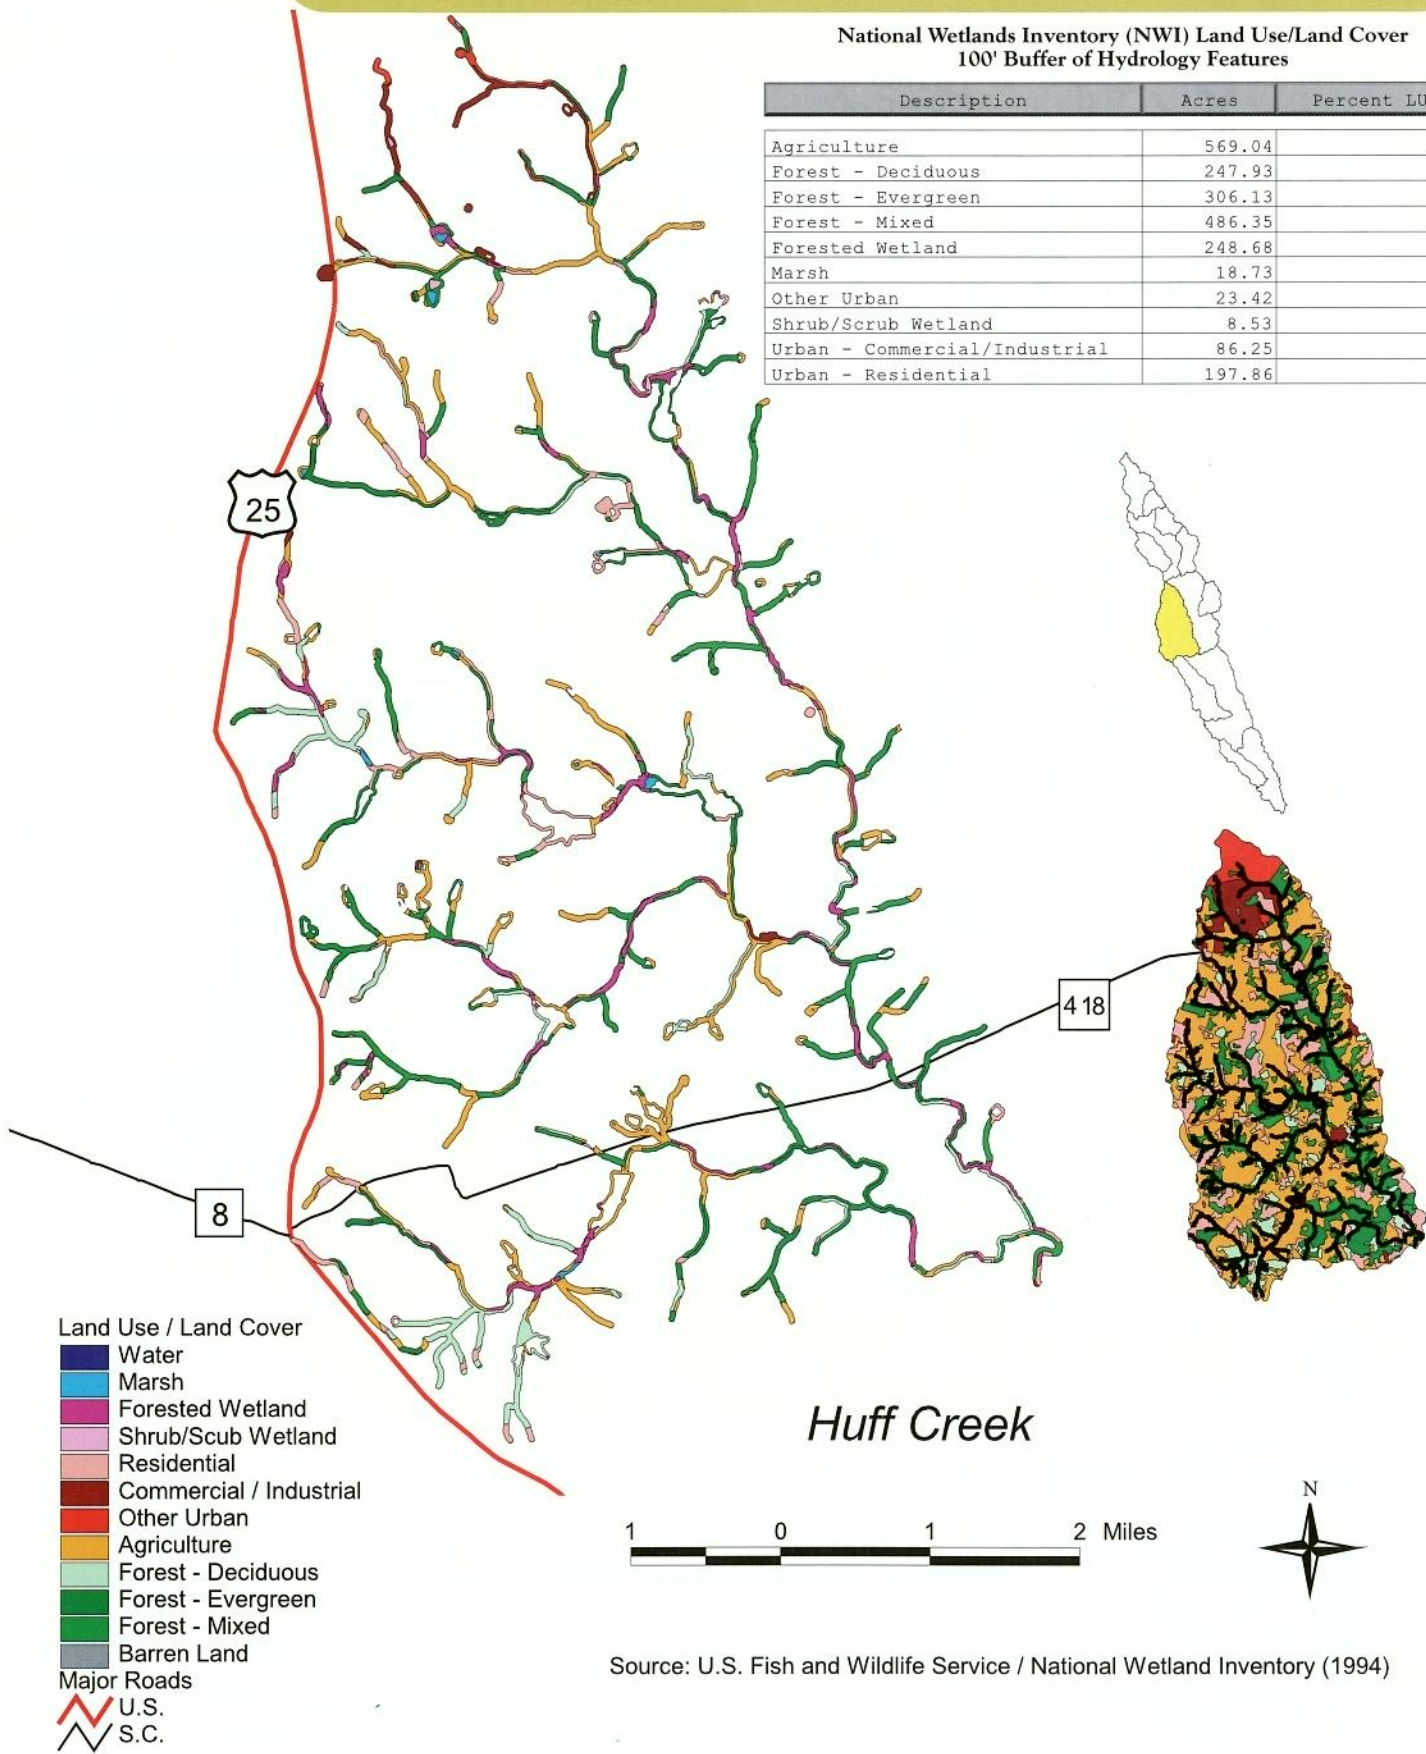 National Wetlands Inventory (NWI) Land Use/Land Cover
100' Buffer of Hydrology Features
Description Acres Percent LU
Agriculture 569.04
Forest - Deciduous 247.93
Forest - Evergreen 306.13
Forest - Mixed 486.35
Forested Wetland 248.68
Marsh 18.73
Other Urban 23.42
Shrub/Scrub Wetland 8.53
Urban - Commercial/Industrial 86.25
Urban - Residential 197.86
25
418
8
Land Use / Land Cover
Water
Marsh
Forested Wetland
Shrub/Scub Wetland
Residential
Commercial / Industrial
Other Urban
Agriculture
Forest - Deciduous
Forest - Evergreen
Forest - Mixed
Barren Land
Major Roads
U.S.
S.C.
Huff Creek
1 0 1 2 Miles
N
Source: U.S. Fish and Wildlife Service / National Wetland Inventory (1994)